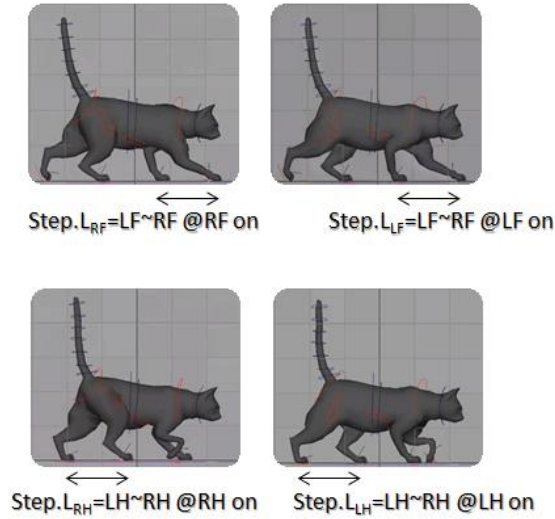 Step.L_RF=LF~RF @RF on
Step.L_LF=LF~RF @LF on
Step.L_RH=LH~RH @RH on
Step.L_LH=LH~RH @LH on